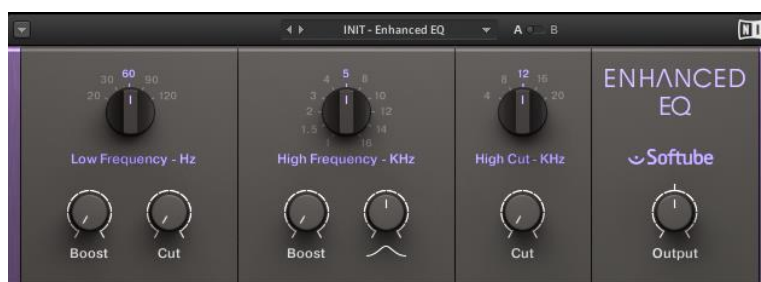 INIT - Enhanced EQ
A B
NI
30 60 90
20 120
Low Frequency - Hz
Boost Cut
4 5 8
3 10
2 12
1.5 14
1 16
High Frequency - KHz
Boost
8 12 16
4 20
High Cut - KHz
Cut
ENHANCED
EQ
Softube
Output